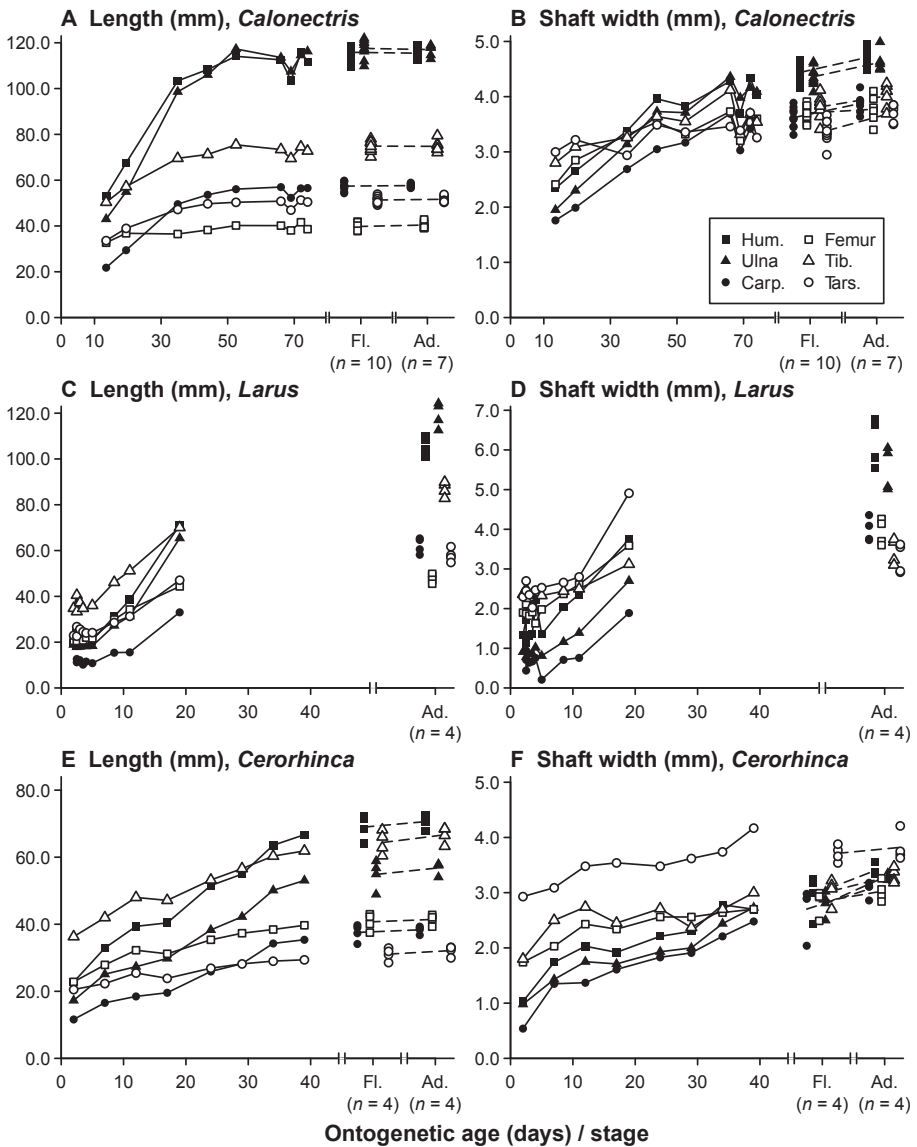 A Length (mm), Calonectris
120.0
100.0
80.0
60.0
40.0
20.0
0.0
0 10 30 50 70 Fl. Ad.
(n = 10) (n = 7)
B Shaft width (mm), Calonectris
5.0
4.0
3.0
2.0
1.0
0.0
Hum. Femur
Ulna Tib.
Carp. Tars.
0 10 30 50 70 Fl. Ad.
(n = 10) (n = 7)
C Length (mm), Larus
120.0
100.0
80.0
60.0
40.0
20.0
0.0
0 10 20 30 40 Ad.
(n = 4)
D Shaft width (mm), Larus
7.0
6.0
5.0
4.0
3.0
2.0
1.0
0.0
0 10 20 30 40 Ad.
(n = 4)
E Length (mm), Cerorhinca
80.0
60.0
40.0
20.0
0.0
0 10 20 30 40 Fl. Ad.
(n = 4) (n = 4)
F Shaft width (mm), Cerorhinca
5.0
4.0
3.0
2.0
1.0
0.0
0 10 20 30 40 Fl. Ad.
(n = 4) (n = 4)
Ontogenetic age (days) / stage